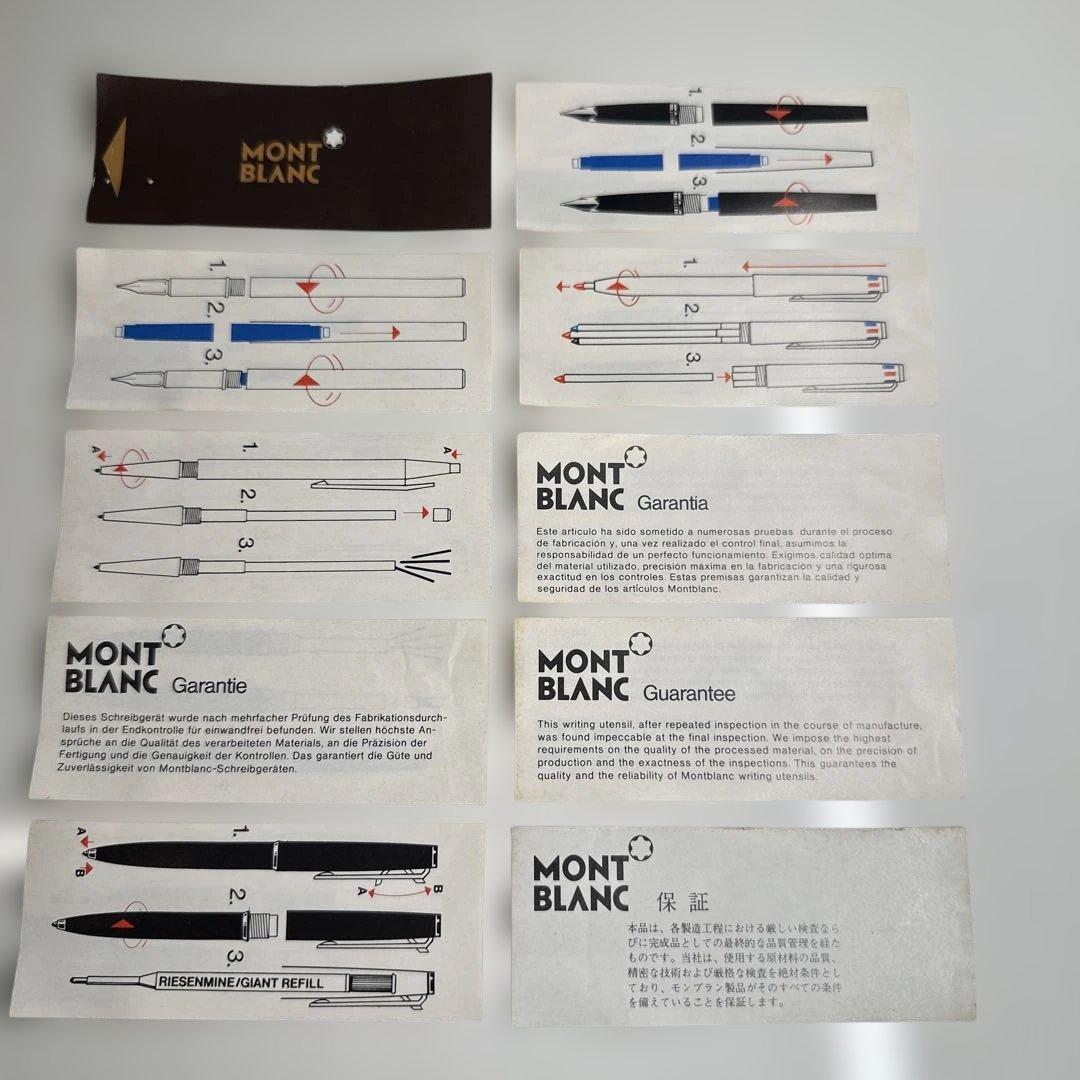 MONT
BLANC
1.
2.
3.
1.
2.
3.
1.
2.
3.
1.
A
A
2.
3.
MONT
BLANC Garantia
Este articulo ha sido sometido a numerosas pruebas durante el proceso
de fabricación y, una vez realizado el control final, asumimos la
responsabilidad de un perfecto funcionamiento. Exigimos calidad optima
del material utilizado, precisión máxima en la fabricación y una rigurosa
exactitud en los controles. Estas premisas garantizan la calidad y
seguridad de los artículos Montblanc.
MONT
BLANC Garantie
Dieses Schreibgerät wurde nach mehrfacher Prüfung des Fabrikationsdurch-
laufs in der Endkontrolle für einwandfrei befunden. Wir stellen höchste An-
sprüche an die Qualität des verarbeiteten Materials, an die Präzision der
Fertigung und die Genauigkeit der Kontrollen. Das garantiert die Güte und
Zuverlässigkeit von Montblanc-Schreibgeräten.
MONT
BLANC Guarantee
This writing utensil, after repeated inspection in the course of manufacture,
was found impeccable at the final inspection. We impose the highest
requirements on the quality of the processed material, on the precision of
production and the exactness of the inspections. This guarantees the
quality and the reliability of Montblanc writing utensils.
1.
A
B
A
B
2.
3.
RIESENMINE/GIANT REFILL
MONT
BLANC 保証
本品は、各製造工程における厳しい検査なら
びに完成品としての最終的な品質管理を経た
ものです。当社は、使用する原材料の品質、
精密な技術および厳格な検査を絶対条件とし
ており、モンブラン製品がそのすべての条件
を備えていることを保証します。